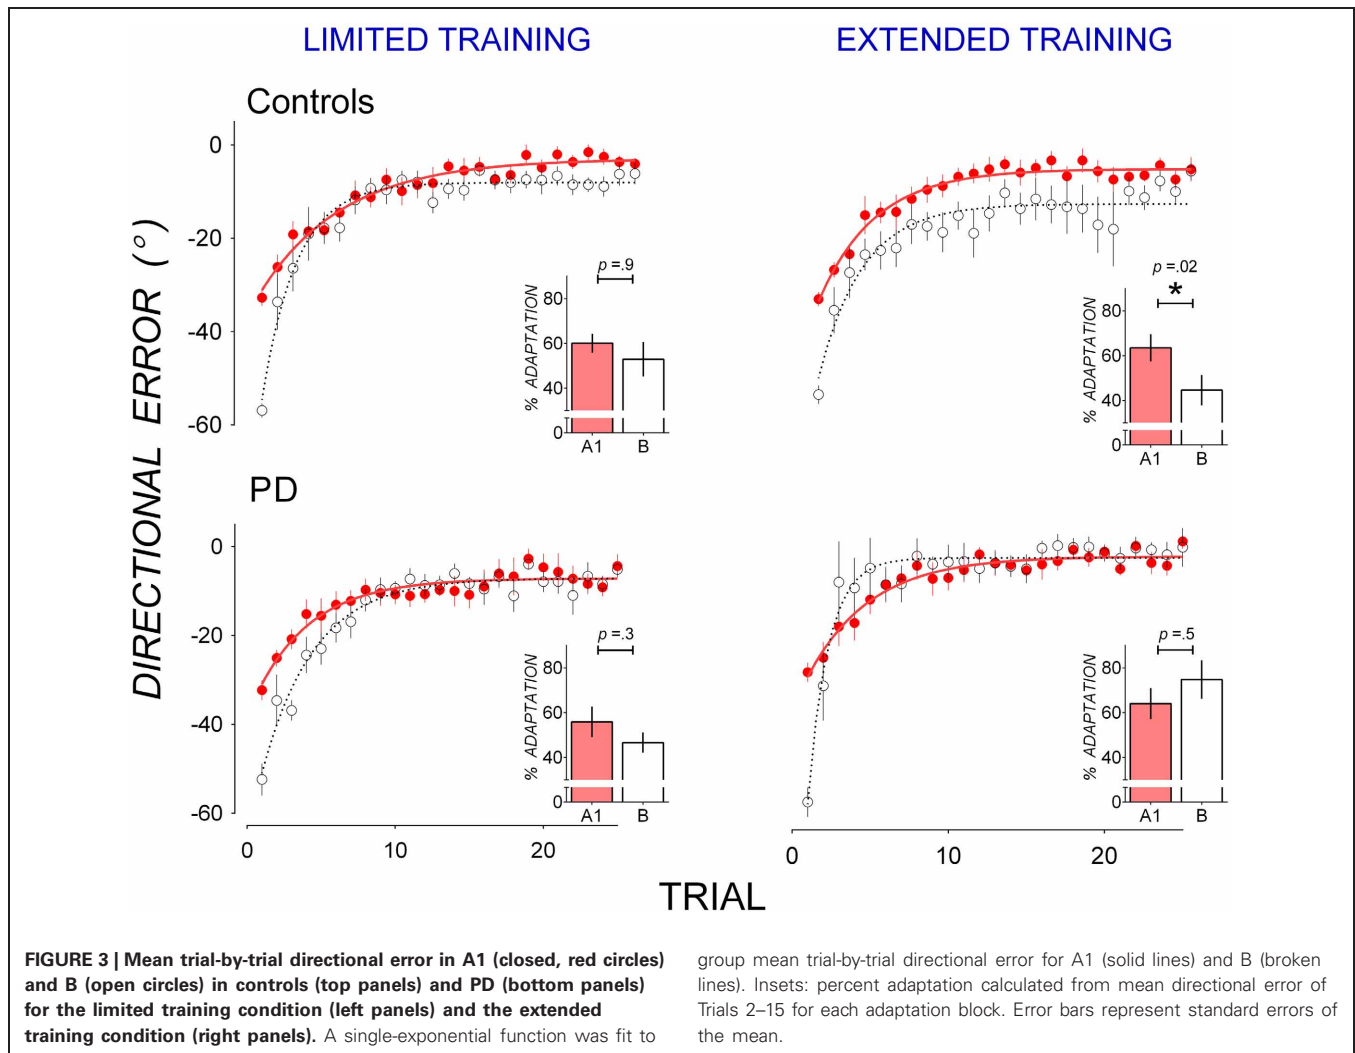 LIMITED TRAINING
EXTENDED TRAINING
Controls
DIRECTIONAL ERROR (°)
0
-20
-40
-60
p =.9
% ADAPTATION
80
60
40
0
A1
B
p =.02
*
% ADAPTATION
80
60
40
0
A1
B
PD
0
-20
-40
-60
p =.3
% ADAPTATION
80
60
40
0
A1
B
p =.5
% ADAPTATION
80
60
40
0
A1
B
0
10
20
0
10
20
TRIAL
FIGURE 3 | Mean trial-by-trial directional error in A1 (closed, red circles)
and B (open circles) in controls (top panels) and PD (bottom panels)
for the limited training condition (left panels) and the extended
training condition (right panels). A single-exponential function was fit to
group mean trial-by-trial directional error for A1 (solid lines) and B (broken
lines). Insets: percent adaptation calculated from mean directional error of
Trials 2–15 for each adaptation block. Error bars represent standard errors of
the mean.